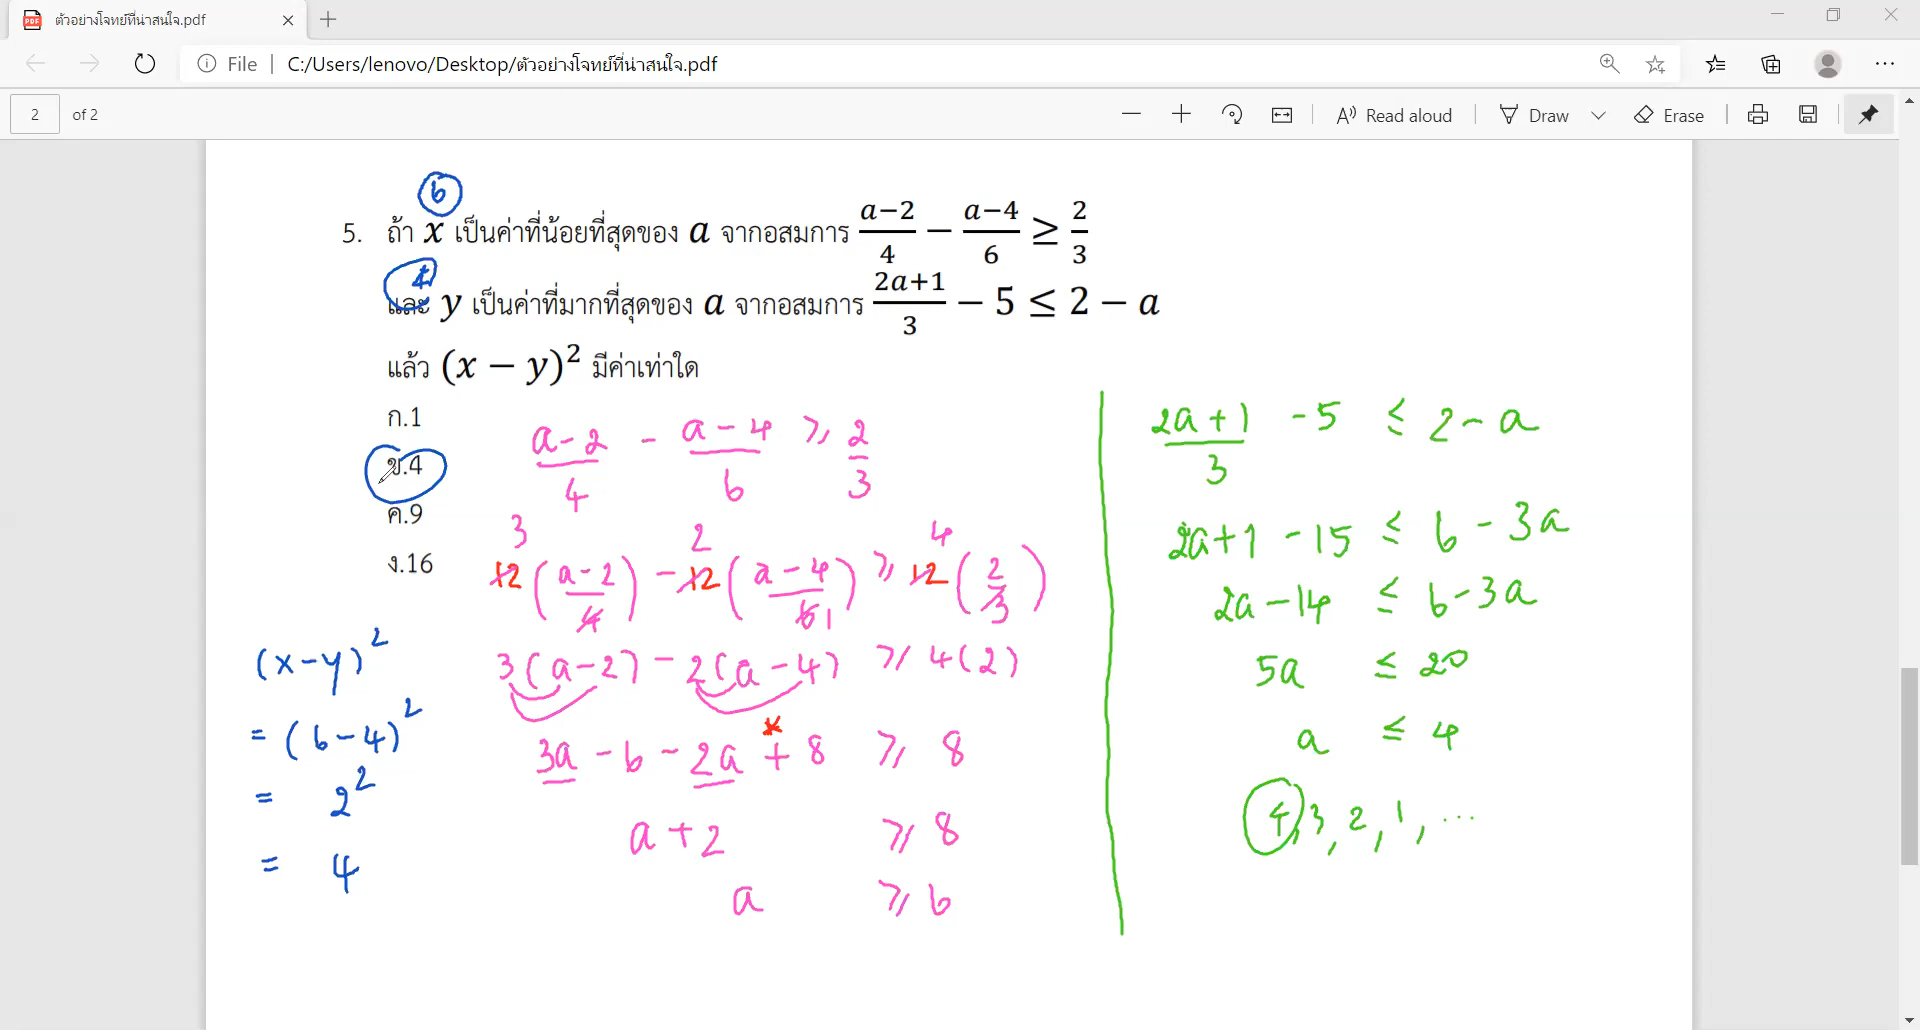 ตัวอย่างโจทย์ที่น่าสนใจ.pdf
File | C:/Users/lenovo/Desktop/ตัวอย่างโจทย์ที่น่าสนใจ.pdf
2 of 2
Read aloud Draw Erase
6
5. ถ้า x เป็นค่าที่น้อยที่สุดของ a จากอสมการ (a−2)/4 − (a−4)/6 ≥ 2/3
4
และ y เป็นค่าที่มากที่สุดของ a จากอสมการ (2a+1)/3 − 5 ≤ 2 − a
แล้ว (x − y)² มีค่าเท่าใด
ก.1
ข.4
ค.9
ง.16
(a-2)/4 - (a-4)/6 ≥ 2/3
3 2 4
12((a-2)/4) - 12((a-4)/6) ≥ 12(2/3)
1
3(a-2) - 2(a-4) ≥ 4(2)
*
3a - 6 - 2a + 8 ≥ 8
a + 2 ≥ 8
a ≥ 6
(2a+1)/3 - 5 ≤ 2 - a
2a+1 - 15 ≤ 6 - 3a
2a - 14 ≤ 6 - 3a
5a ≤ 20
a ≤ 4
4, 3, 2, 1, ...
(x-y)²
= (6-4)²
= 2²
= 4